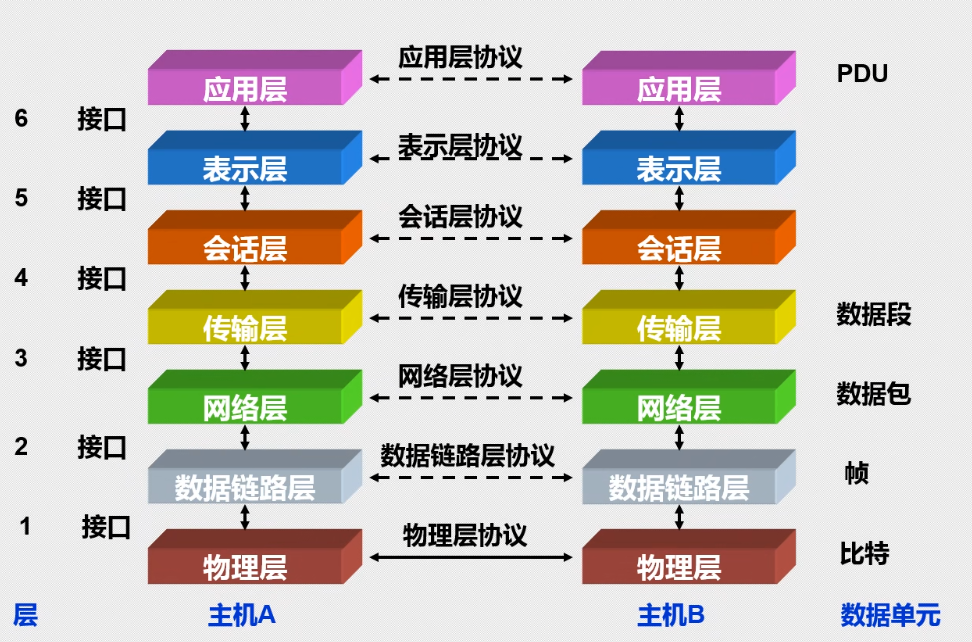 应用层协议
应用层 应用层 PDU
6 接口
表示层协议
表示层 表示层
5 接口
会话层协议
会话层 会话层
4 接口
传输层协议
传输层 传输层 数据段
3 接口
网络层协议
网络层 网络层 数据包
2 接口
数据链路层协议
数据链路层 数据链路层 帧
1 接口
物理层协议
物理层 物理层 比特
层 主机A 主机B 数据单元